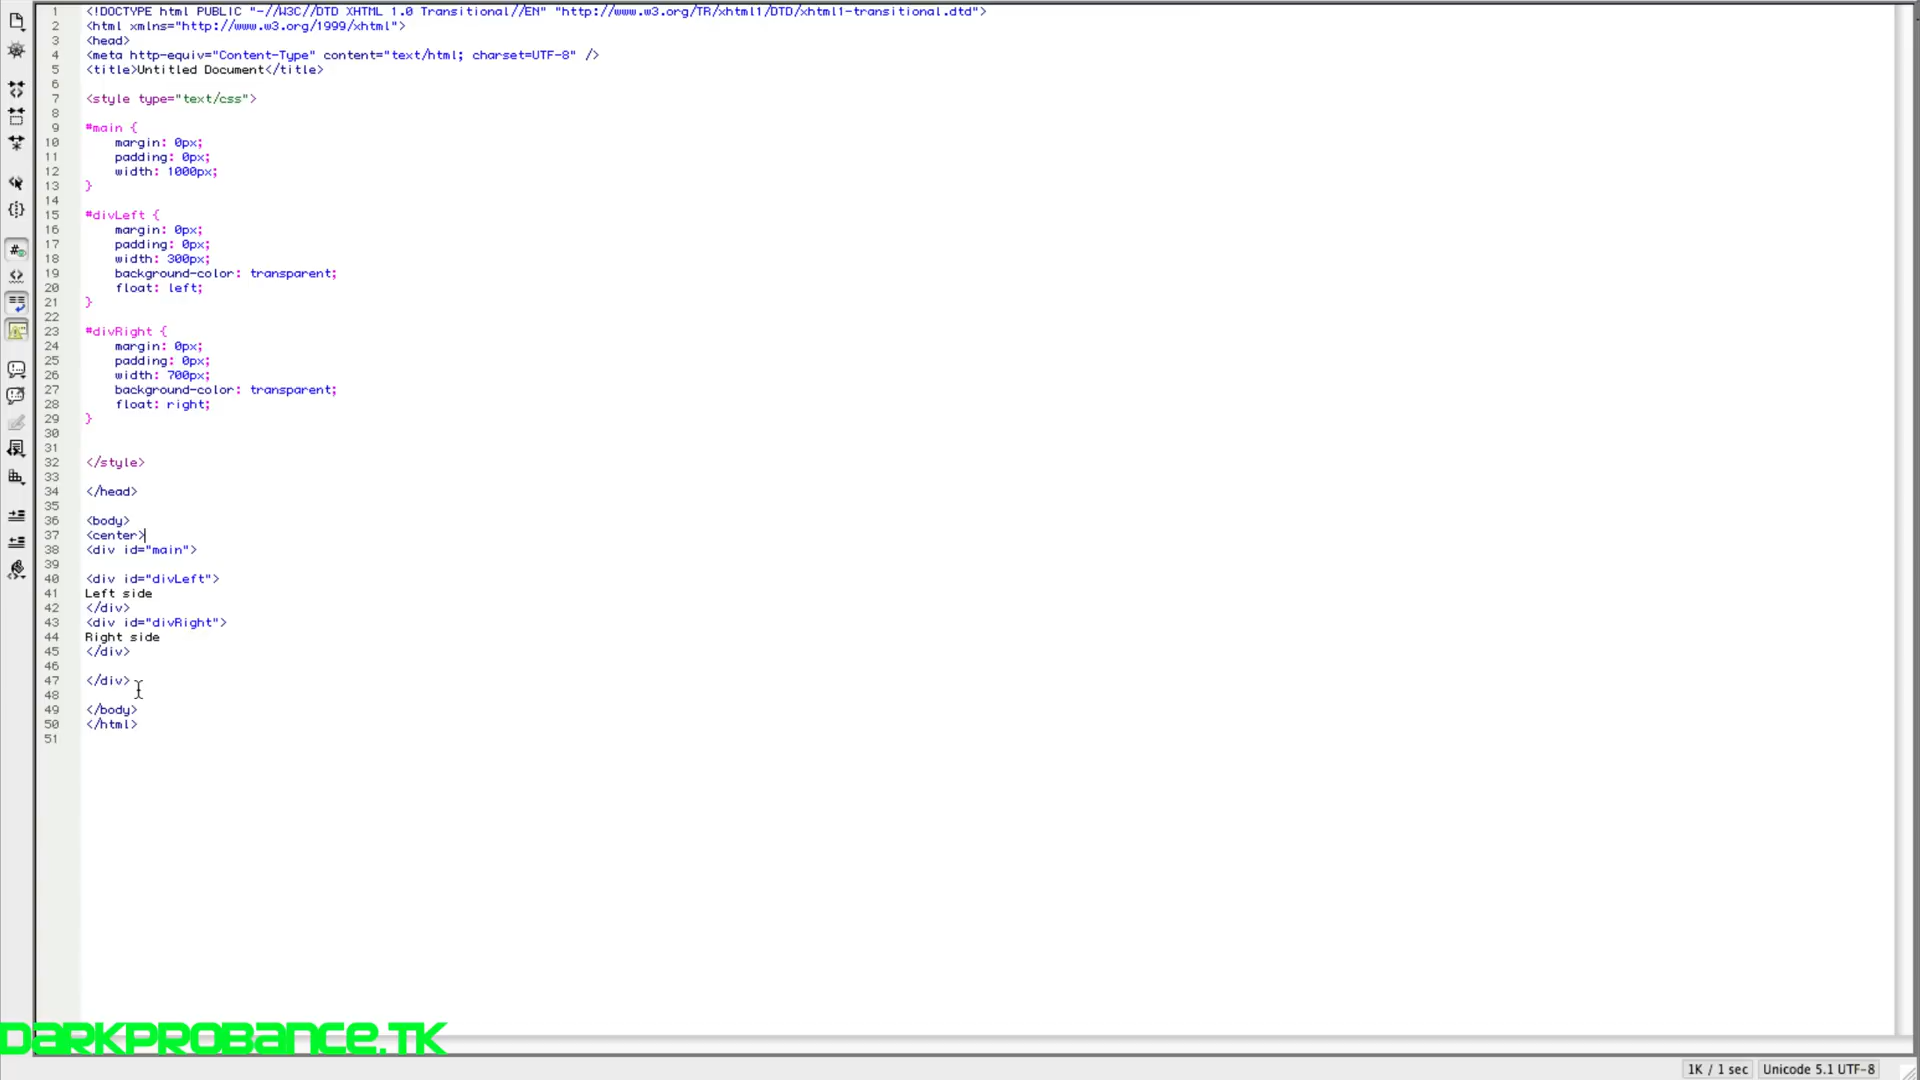 1 <!DOCTYPE html PUBLIC "-//W3C//DTD XHTML 1.0 Transitional//EN" "http://www.w3.org/TR/xhtml1/DTD/xhtml1-transitional.dtd">
2 <html xmlns="http://www.w3.org/1999/xhtml">
3 <head>
4 <meta http-equiv="Content-Type" content="text/html; charset=UTF-8" />
5 <title>Untitled Document</title>
6
7 <style type="text/css">
8
9 #main {
10 margin: 0px;
11 padding: 0px;
12 width: 1000px;
13 }
14
15 #divLeft {
16 margin: 0px;
17 padding: 0px;
18 width: 300px;
19 background-color: transparent;
20 float: left;
21 }
22
23 #divRight {
24 margin: 0px;
25 padding: 0px;
26 width: 700px;
27 background-color: transparent;
28 float: right;
29 }
30
31
32 </style>
33
34 </head>
35
36 <body>
37 <center>
38 <div id="main">
39
40 <div id="divLeft">
41 Left side
42 </div>
43 <div id="divRight">
44 Right side
45 </div>
46
47 </div>
48
49 </body>
50 </html>
51
DARKPROBANCE.TK
1K / 1 sec Unicode 5.1 UTF-8